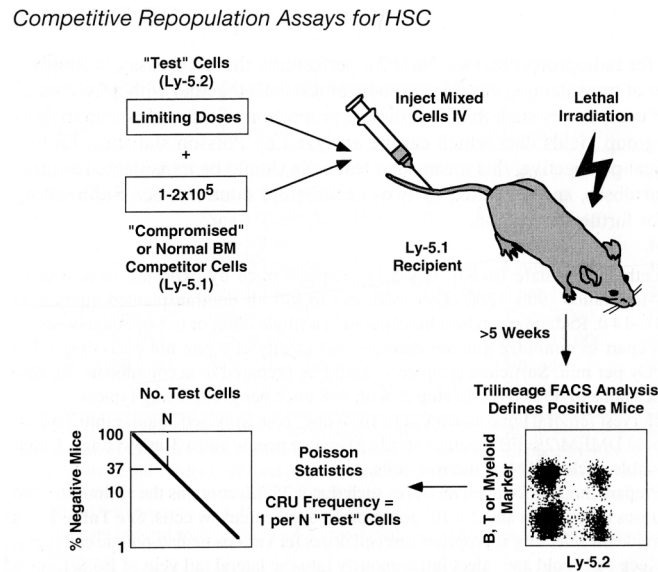 Competitive Repopulation Assays for HSC
"Test" Cells
(Ly-5.2)
Limiting Doses
+
1-2x10⁵
"Compromised"
or Normal BM
Competitor Cells
(Ly-5.1)
Inject Mixed
Cells IV
Lethal
Irradiation
Ly-5.1
Recipient
>5 Weeks
Trilineage FACS Analysis
Defines Positive Mice
B, T or Myeloid
Marker
Ly-5.2
Poisson
Statistics
CRU Frequency =
1 per N "Test" Cells
No. Test Cells
N
% Negative Mice
100
37
10
1